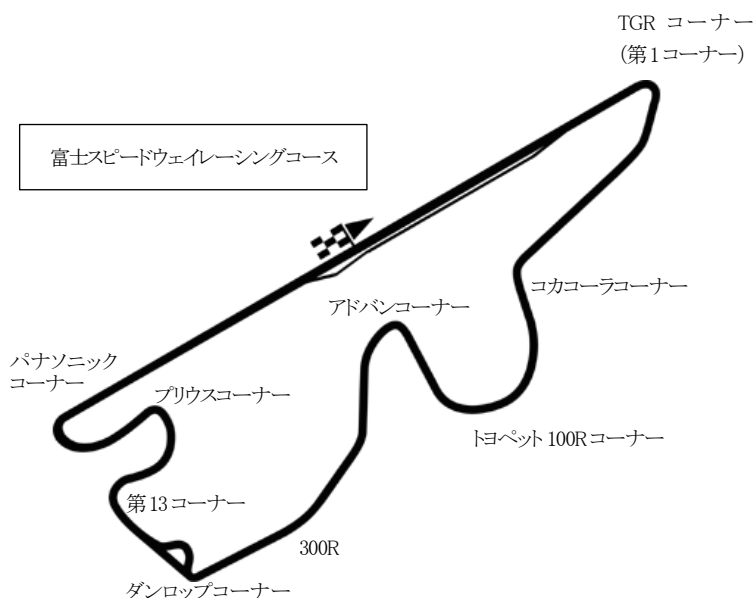 TGR コーナー
(第1コーナー)
富士スピードウェイレーシングコース
コカコーラコーナー
アドバンコーナー
パナソニック
コーナー
プリウスコーナー
トヨペット 100Rコーナー
第13コーナー
300R
ダンロップコーナー